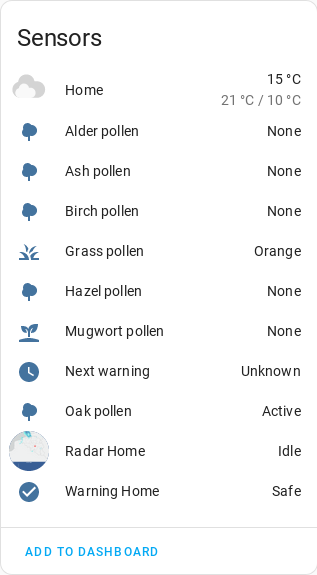 Sensors
Home
15 °C
21 °C / 10 °C
Alder pollen None
Ash pollen None
Birch pollen None
Grass pollen Orange
Hazel pollen None
Mugwort pollen None
Next warning Unknown
Oak pollen Active
Radar Home Idle
Warning Home Safe
ADD TO DASHBOARD